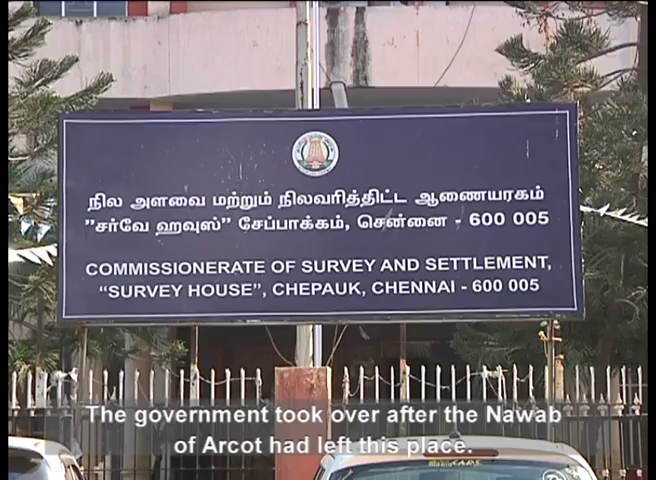 நில அளவை மற்றும் நிலவரித்திட்ட ஆணையரகம்
"சர்வே ஹவுஸ்" சேப்பாக்கம், சென்னை - 600 005
COMMISSIONERATE OF SURVEY AND SETTLEMENT,
"SURVEY HOUSE", CHEPAUK, CHENNAI - 600 005
The government took over after the Nawab
of Arcot had left this place.